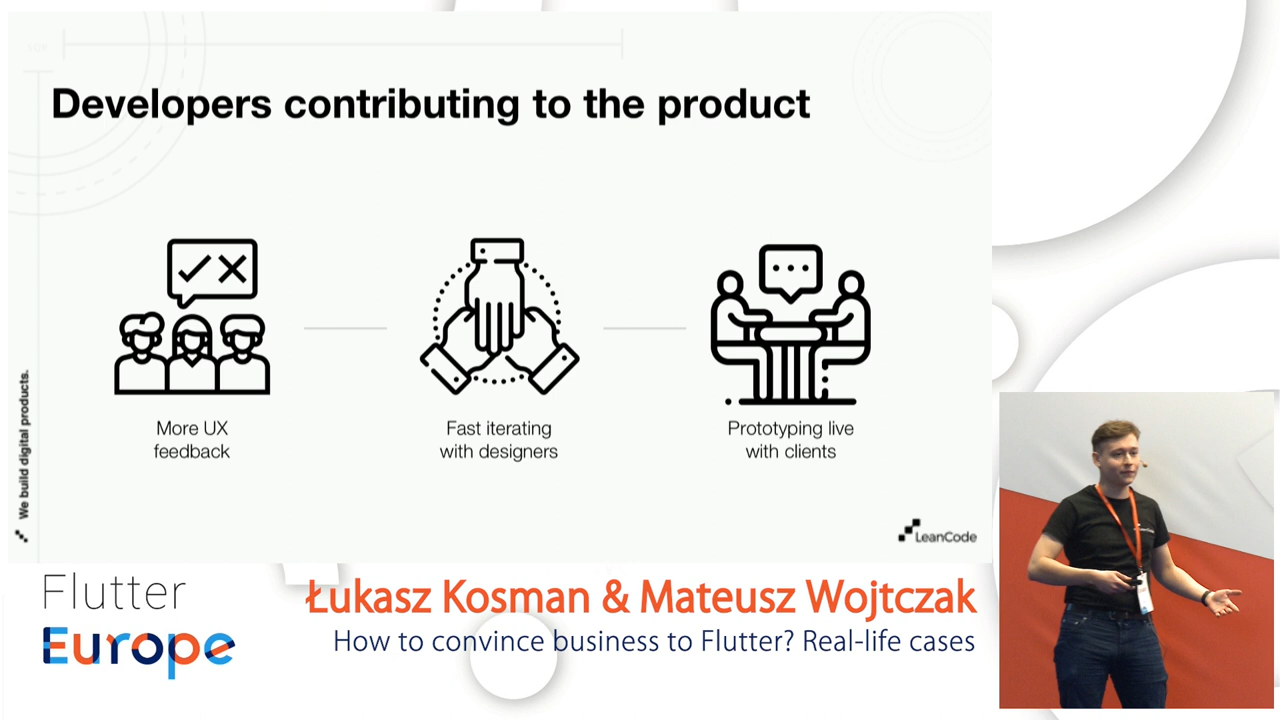 Developers contributing to the product
More UX
feedback
Fast iterating
with designers
Prototyping live
with clients
We build digital products.
LeanCode
Flutter
Europe
Łukasz Kosman & Mateusz Wojtczak
How to convince business to Flutter? Real-life cases